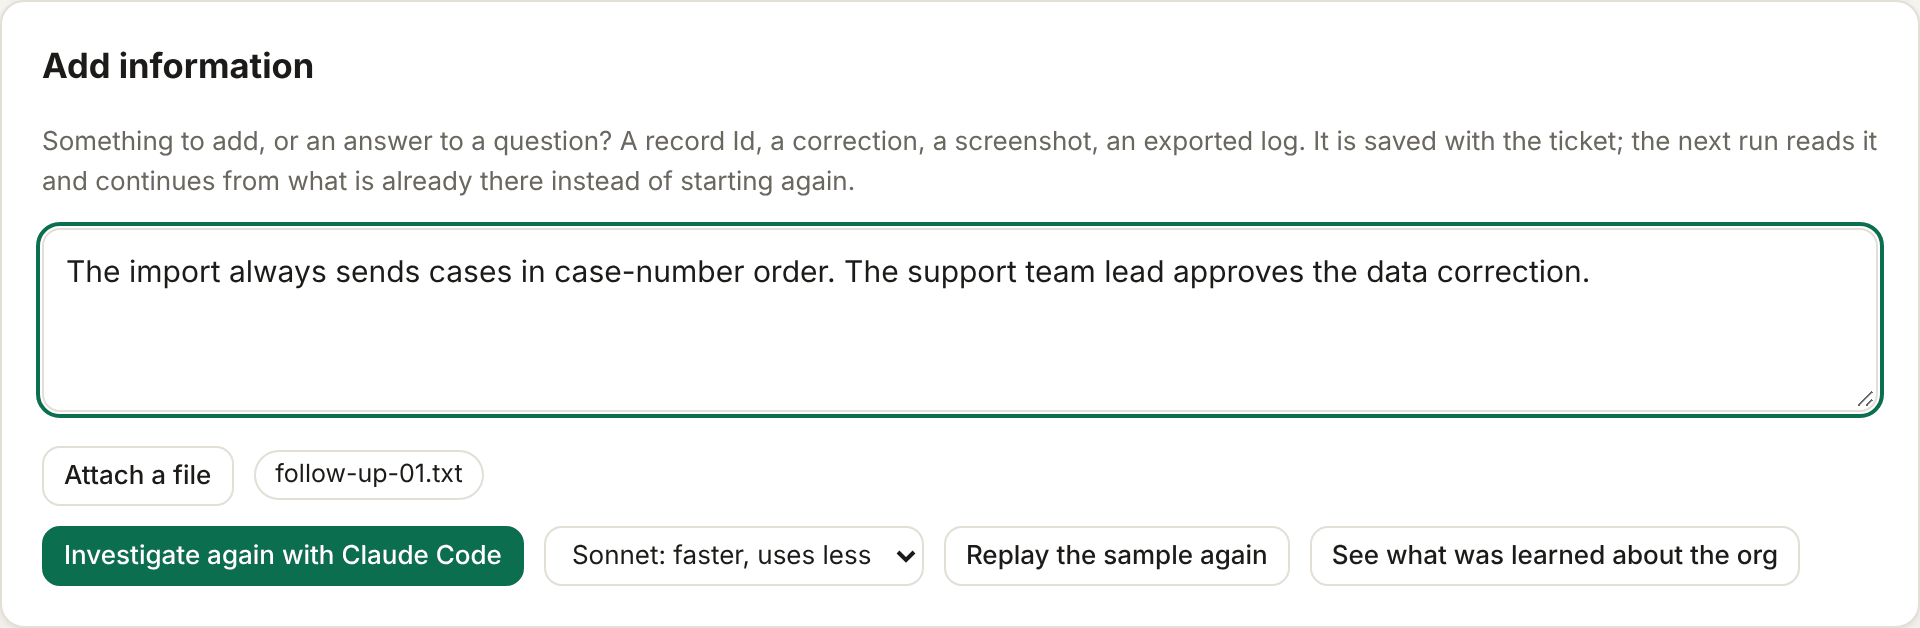 Add information
Something to add, or an answer to a question? A record Id, a correction, a screenshot, an exported log. It is saved with the ticket; the next run reads it
and continues from what is already there instead of starting again.
The import always sends cases in case-number order. The support team lead approves the data correction.
Attach a file
follow-up-01.txt
Investigate again with Claude Code
Sonnet: faster, uses less
Replay the sample again
See what was learned about the org